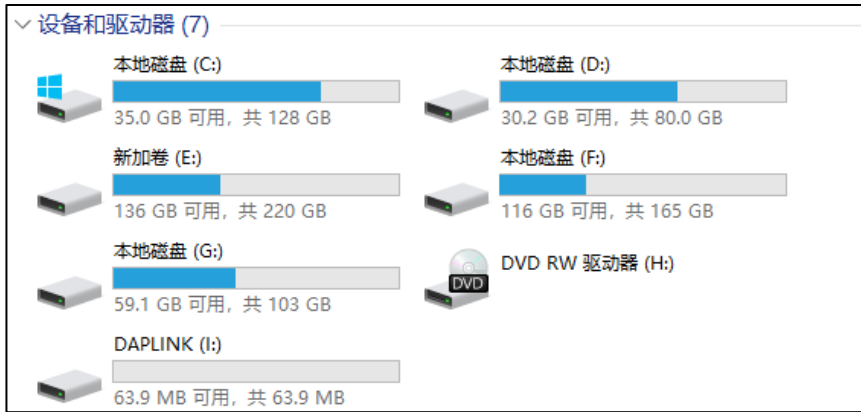 设备和驱动器 (7)
本地磁盘 (C:)
35.0 GB 可用，共 128 GB
本地磁盘 (D:)
30.2 GB 可用，共 80.0 GB
新加卷 (E:)
136 GB 可用，共 220 GB
本地磁盘 (F:)
116 GB 可用，共 165 GB
本地磁盘 (G:)
59.1 GB 可用，共 103 GB
DVD RW 驱动器 (H:)
DVD
DAPLINK (I:)
63.9 MB 可用，共 63.9 MB